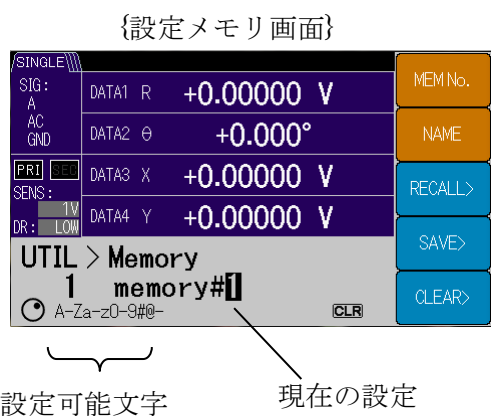 {設定メモリ画面}
SINGLE
SIG:
A
AC
GND
DATA1 R +0.00000 V
DATA2 θ +0.000°
PRI SEC
DATA3 X +0.00000 V
SENS:
1V
DATA4 Y +0.00000 V
DR: LOW
UTIL > Memory
1 memory#1
A-Za-z0-9#@-
CLR
MEM No.
NAME
RECALL>
SAVE>
CLEAR>
設定可能文字
現在の設定